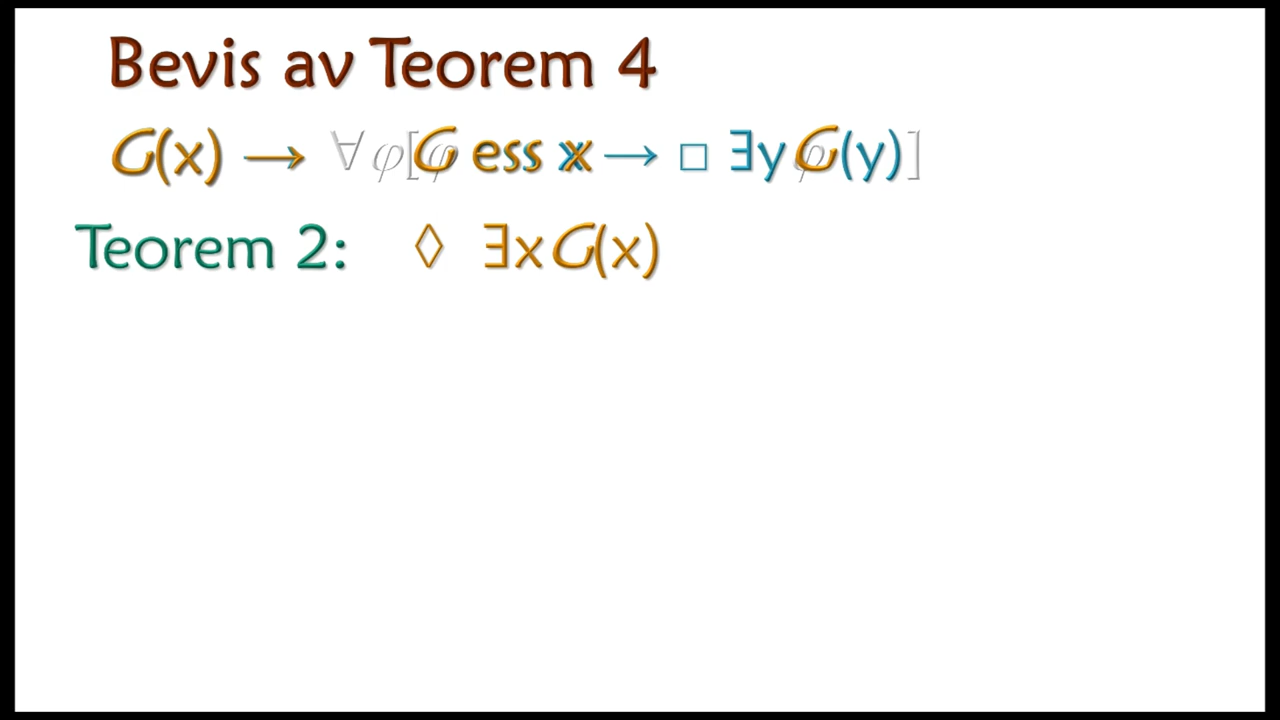 Bevis av Teorem 4
G(x) → ∀φ[G ess x → □ ∃y G(y)]
Teorem 2: ◊ ∃x G(x)